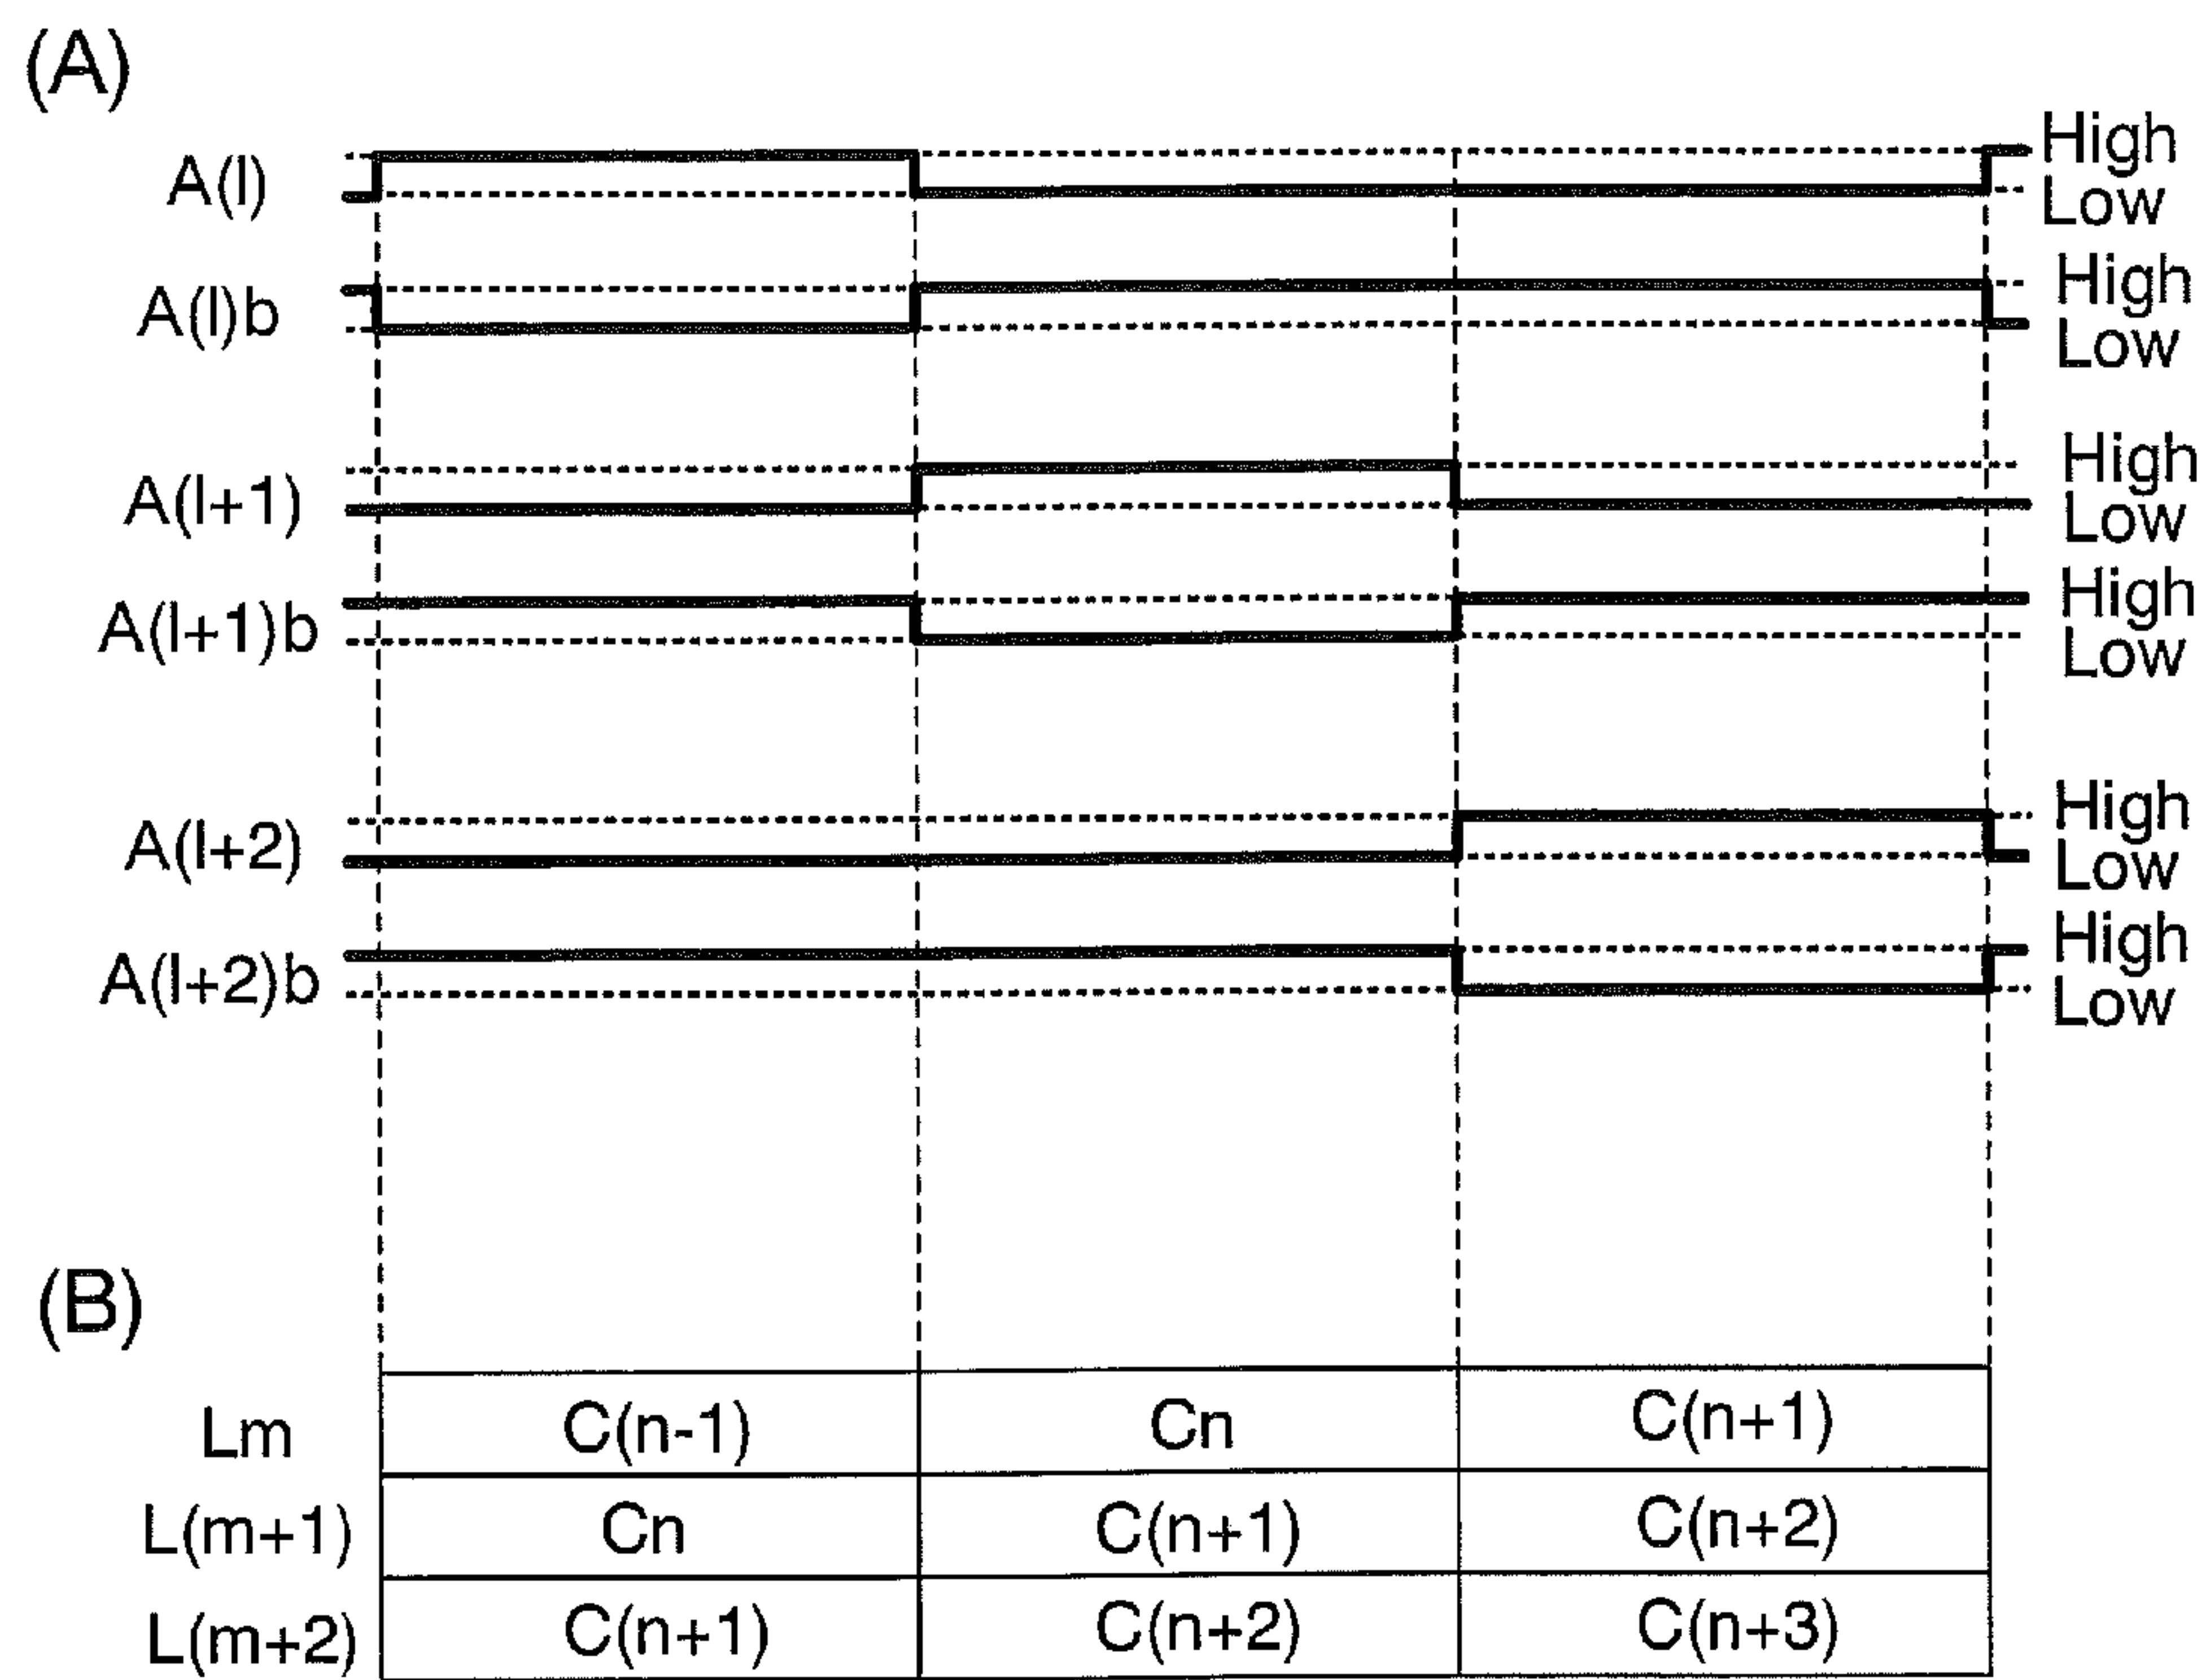 (A)
A(l) High
Low
A(l)b High
Low
A(l+1) High
Low
A(l+1)b High
Low
A(l+2) High
Low
A(l+2)b High
Low
(B)
Lm C(n-1) Cn C(n+1)
L(m+1) Cn C(n+1) C(n+2)
L(m+2) C(n+1) C(n+2) C(n+3)